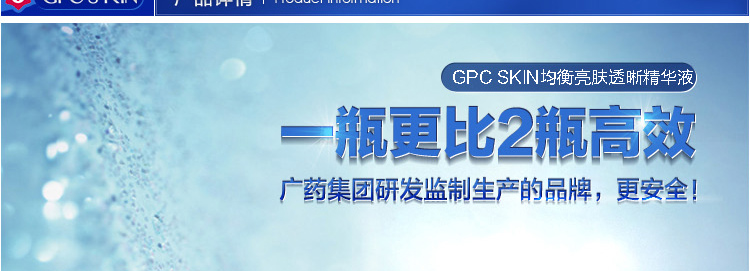 GPC SKIN 产品详情 | Product Information
GPC SKIN均衡亮肤透晰精华液
一瓶更比2瓶高效
广药集团研发监制生产的品牌，更安全！